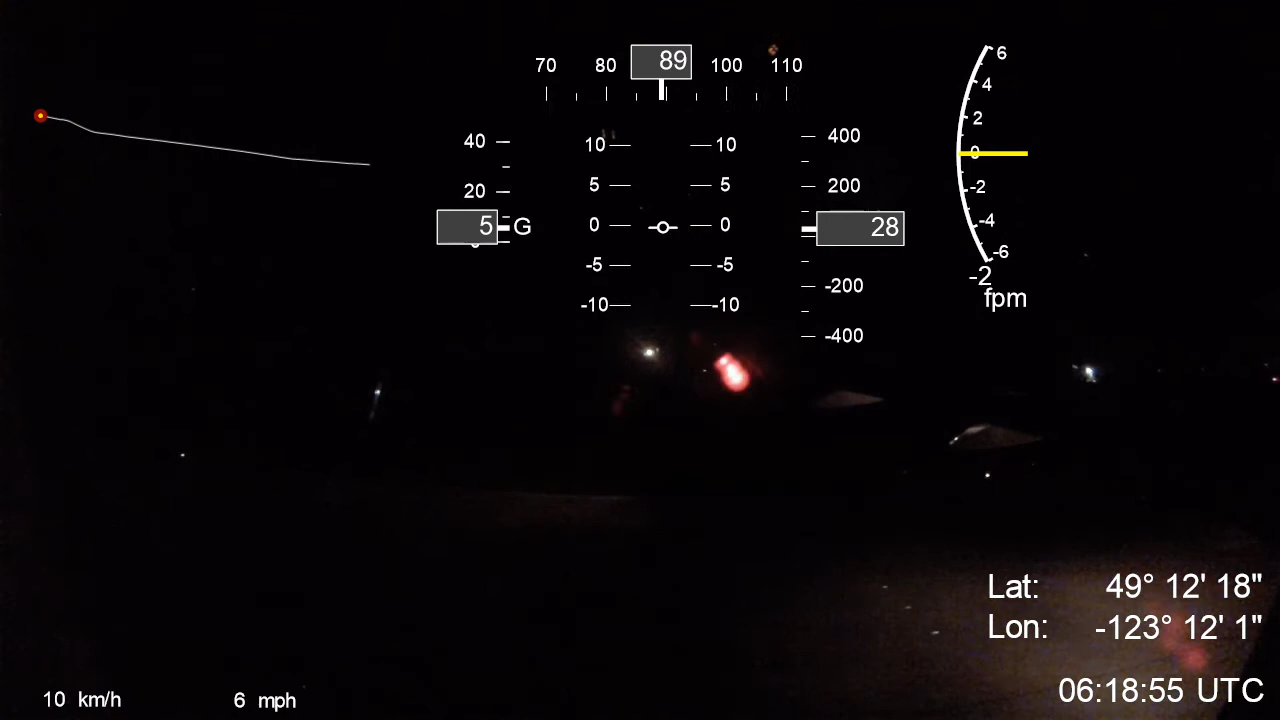 70 80 89 100 110
40 20 5 G
10 10
5 5
0 0
-5 -5
-10 -10
400
200
28
-200
-400
6
4
2
0
-2
-4
-6
-2
fpm
Lat: 49° 12' 18"
Lon: -123° 12' 1"
06:18:55 UTC
10 km/h 6 mph